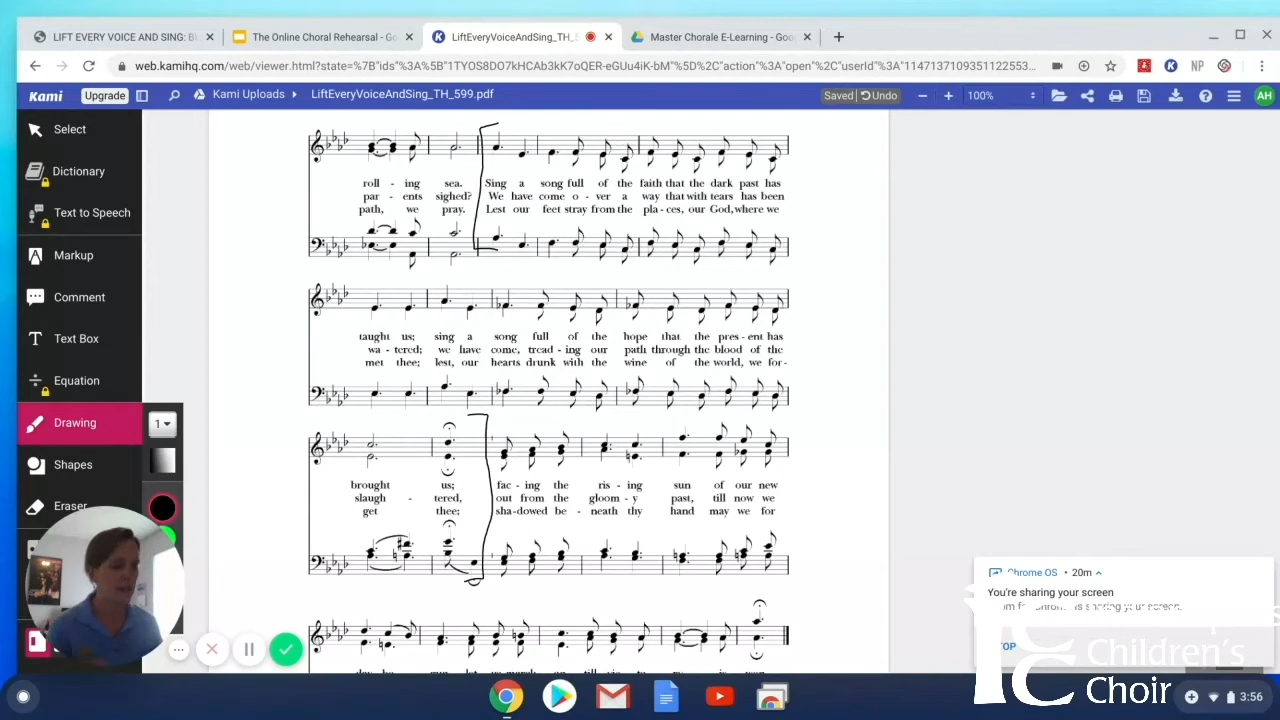 LIFT EVERY VOICE AND SING: Bl
The Online Choral Rehearsal - Go
LiftEveryVoiceAndSing_TH_5
Master Chorale E-Learning - Goo
web.kamihq.com/web/viewer.html?state=%7B"ids"%3A%5B"1TYOS8DO7kHCAb3kK7oQER-eGUu4iK-bM"%5D%2C"action"%3A"open"%2C"userId"%3A"1147137109351122553...
NP
Kami
Upgrade
Kami Uploads
LiftEveryVoiceAndSing_TH_599.pdf
Saved
Undo
100%
AH
Select
Dictionary
Text to Speech
Markup
Comment
Text Box
Equation
Drawing
1
Shapes
Eraser
roll - ing sea. Sing a song full of the faith that the dark past has
par - ents sighed? We have come o - ver a way that with tears has been
path, we pray. Lest our feet stray from the pla - ces, our God, where we
taught us; sing a song full of the hope that the pres - ent has
wa - tered; we have come, tread - ing our path through the blood of the
met thee; lest, our hearts drunk with the wine of the world, we for-
brought us; fac - ing the ris - ing sun of our new
slaugh - tered, out from the gloom - y past, till now we
get thee; sha-dowed be - neath thy hand may we for
Chrome OS • 20m
You're sharing your screen
is sharing your screen.
Children's
Choir
3:56